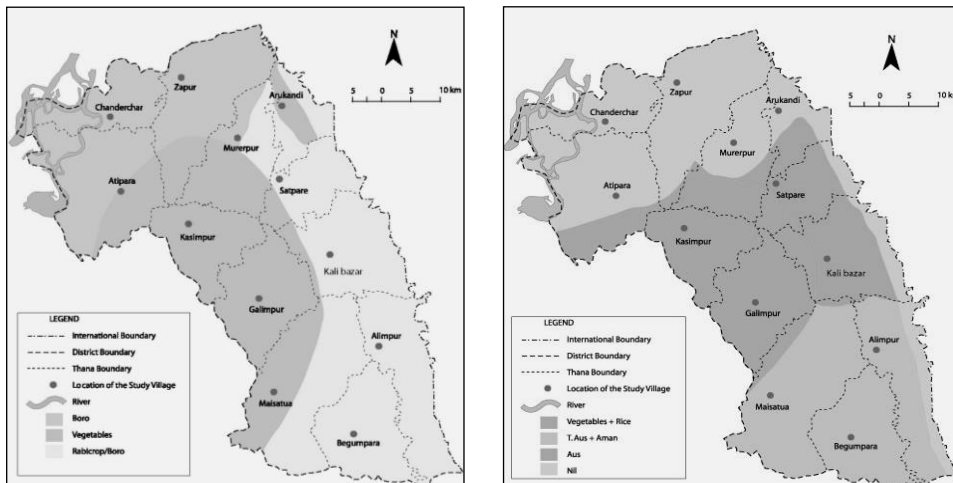 N
5 0 10 km
Zapur
Chanderchar
Arukandi
Murerpur
Atipara
Satpare
Kasimpur
Kali bazar
Galimpur
Alimpur
Maisatua
Begumpara
LEGEND
International Boundary
District Boundary
Thana Boundary
Location of the Study Village
River
Boro
Vegetables
Rabicrop/Boro
N
5 0 10 km
Zapur
Chanderchar
Arukandi
Murerpur
Atipara
Satpare
Kasimpur
Kali bazar
Galimpur
Alimpur
Maisatua
Begumpara
LEGEND
International Boundary
District Boundary
Thana Boundary
Location of the Study Village
River
Vegetables + Rice
T. Aus + Aman
Aus
Nil